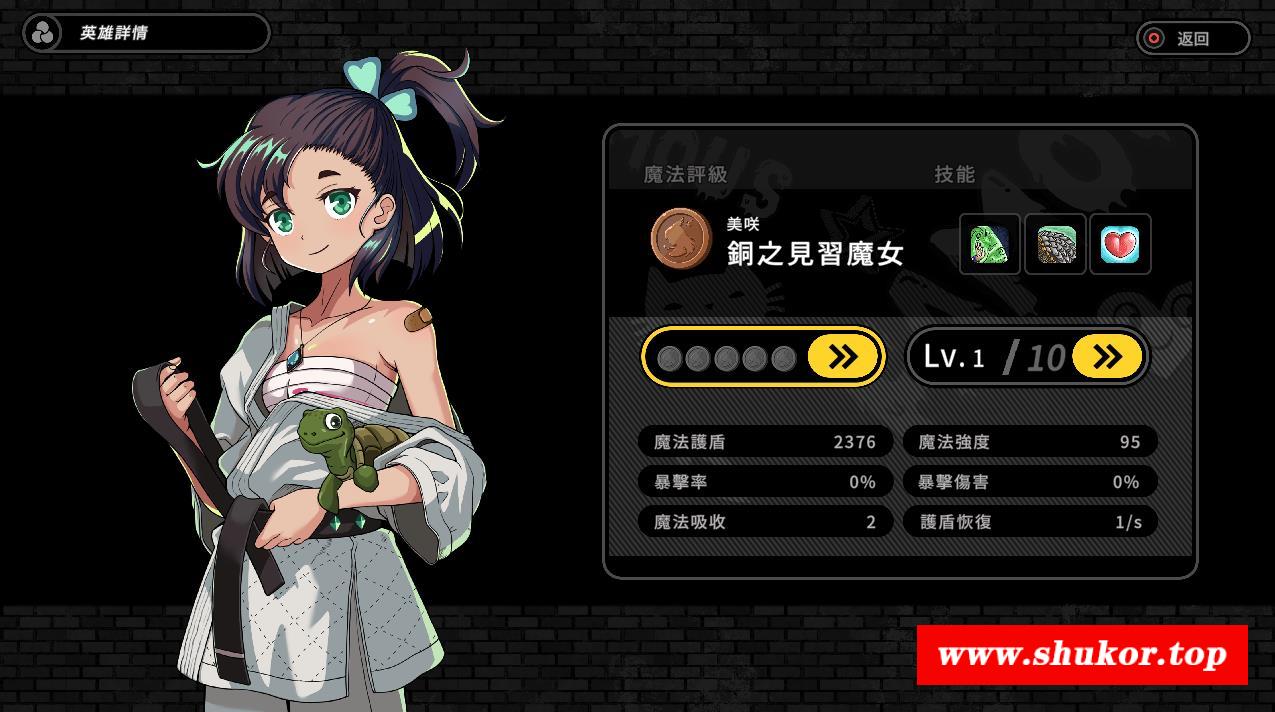 英雄詳情
返回
魔法評級
技能
美咲
銅之見習魔女
Lv.1 / 10
魔法護盾 2376
魔法強度 95
暴擊率 0%
暴擊傷害 0%
魔法吸收 2
護盾恢復 1/s
www.shukor.top